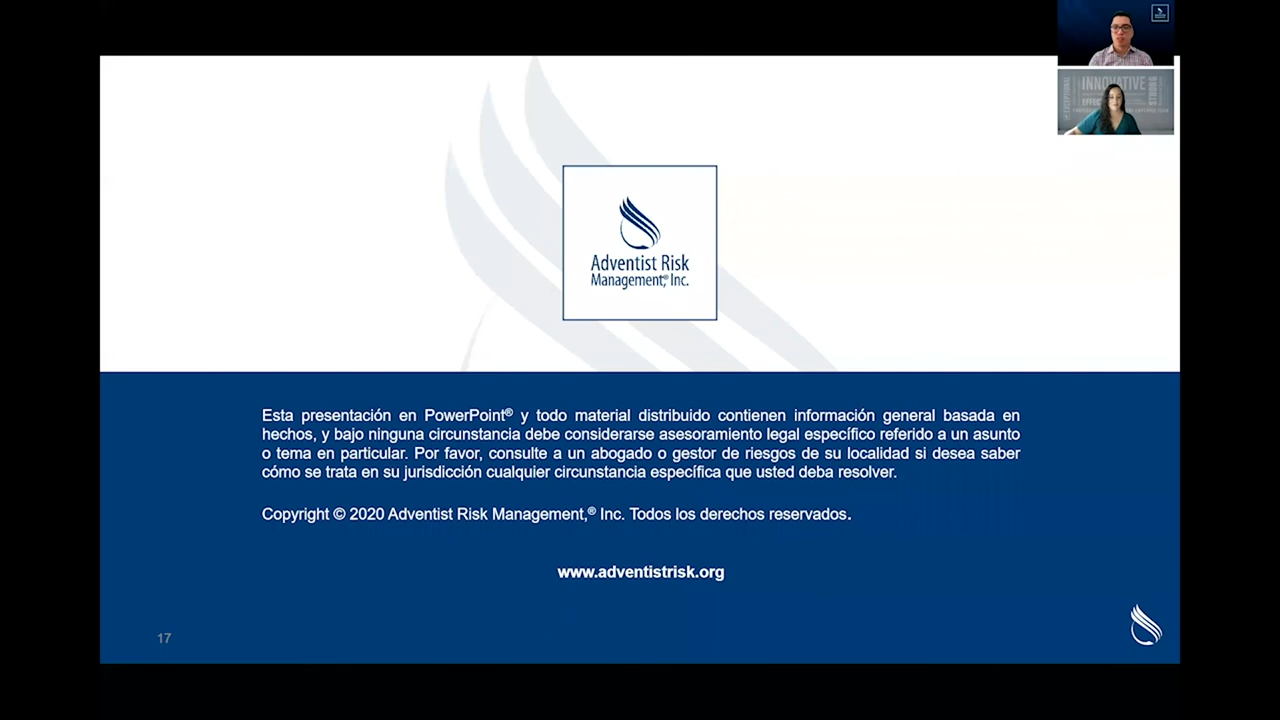 INNOVATIVE
EXCEPTIONAL
STRONG
Adventist Risk
Management,® Inc.
Esta presentación en PowerPoint® y todo material distribuido contienen información general basada en
hechos, y bajo ninguna circunstancia debe considerarse asesoramiento legal específico referido a un asunto
o tema en particular. Por favor, consulte a un abogado o gestor de riesgos de su localidad si desea saber
cómo se trata en su jurisdicción cualquier circunstancia específica que usted deba resolver.
Copyright © 2020 Adventist Risk Management,® Inc. Todos los derechos reservados.
www.adventistrisk.org
17